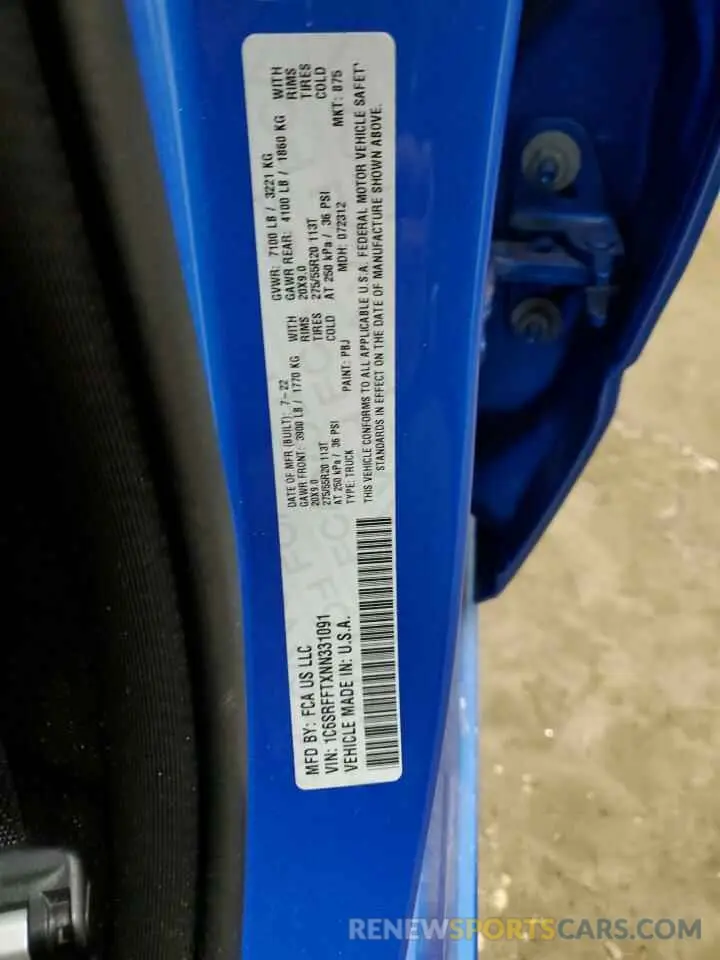 MFD BY: FCA US LLC
VIN: 1C6SRFFTXNN331091
VEHICLE MADE IN: U.S.A.
DATE OF MFR (BUILT): 7-22
GAWR FRONT: 3900 LB / 1770 KG WITH
20X9.0 RIMS
275/55R20 113T TIRES
AT 250 kPa / 36 PSI COLD
TYPE: TRUCK PAINT: PBJ
GVWR: 7100 LB / 3221 KG
GAWR REAR: 4100 LB / 1860 KG WITH
20X9.0 RIMS
275/55R20 113T TIRES
AT 250 kPa / 36 PSI COLD
MDH: 072312 MKT: B75
THIS VEHICLE CONFORMS TO ALL APPLICABLE U.S.A. FEDERAL MOTOR VEHICLE SAFET
STANDARDS IN EFFECT ON THE DATE OF MANUFACTURE SHOWN ABOVE.
RENEWSPORTSCARS.COM